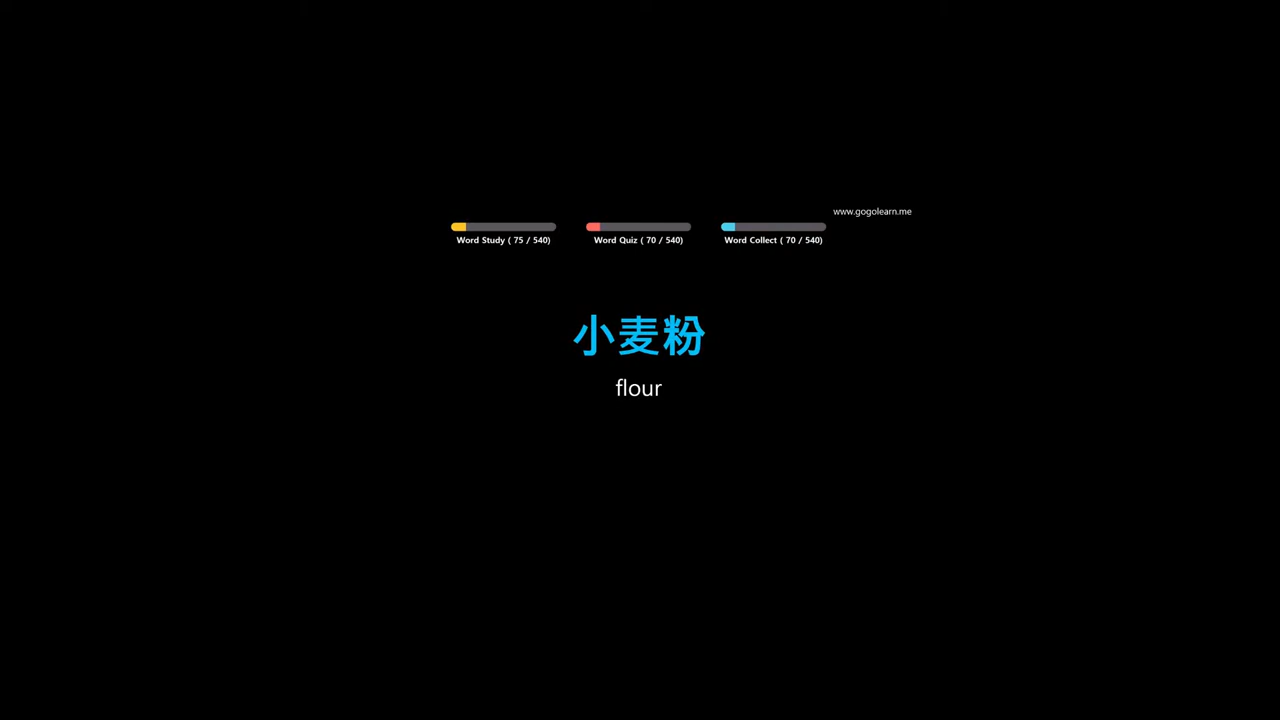 www.gogolearn.me
Word Study ( 75 / 540)
Word Quiz ( 70 / 540)
Word Collect ( 70 / 540)
小麦粉
flour